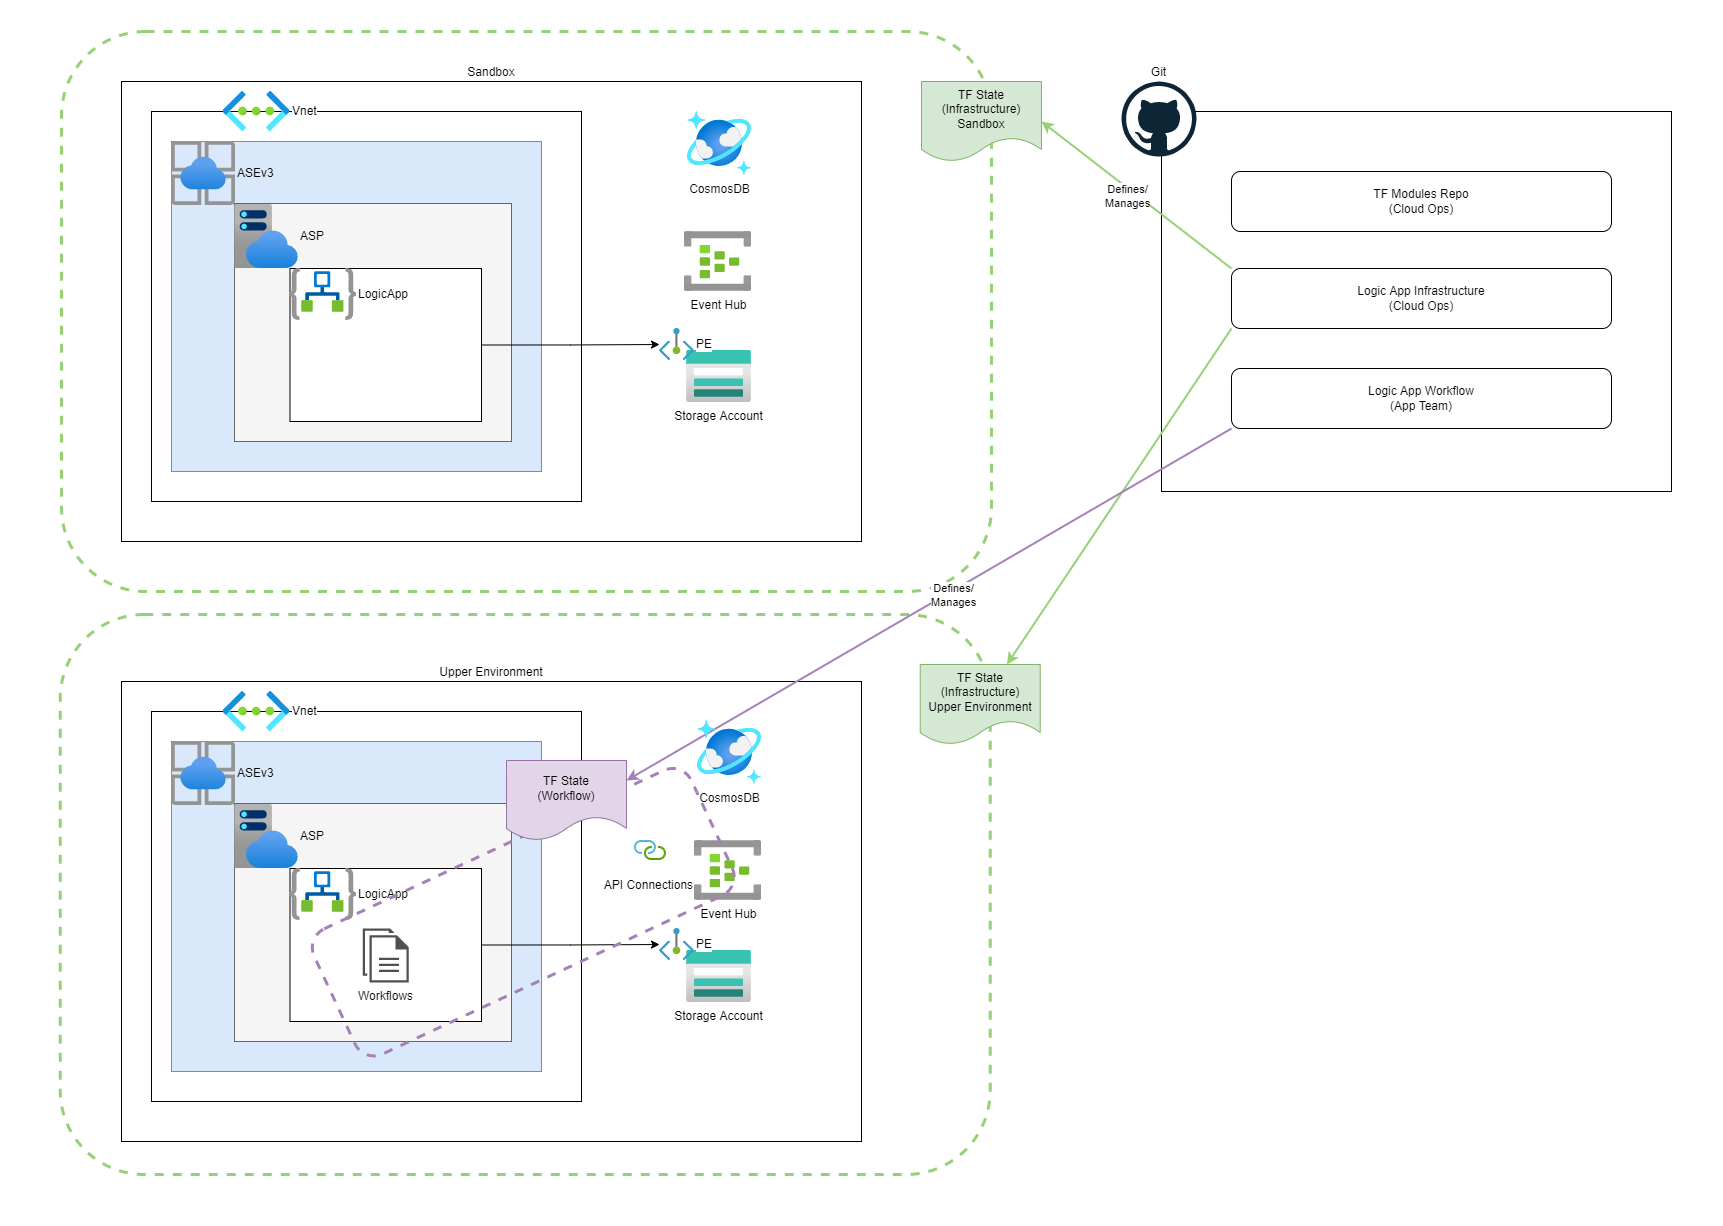 Sandbox
Vnet
ASEv3
ASP
LogicApp
CosmosDB
Event Hub
PE
Storage Account
TF State
(Infrastructure)
Sandbox
Git
Defines/
Manages
TF Modules Repo
(Cloud Ops)
Logic App Infrastructure
(Cloud Ops)
Logic App Workflow
(App Team)
Defines/
Manages
Upper Environment
Vnet
ASEv3
ASP
LogicApp
Workflows
TF State
(Workflow)
CosmosDB
API Connections
Event Hub
PE
Storage Account
TF State
(Infrastructure)
Upper Environment